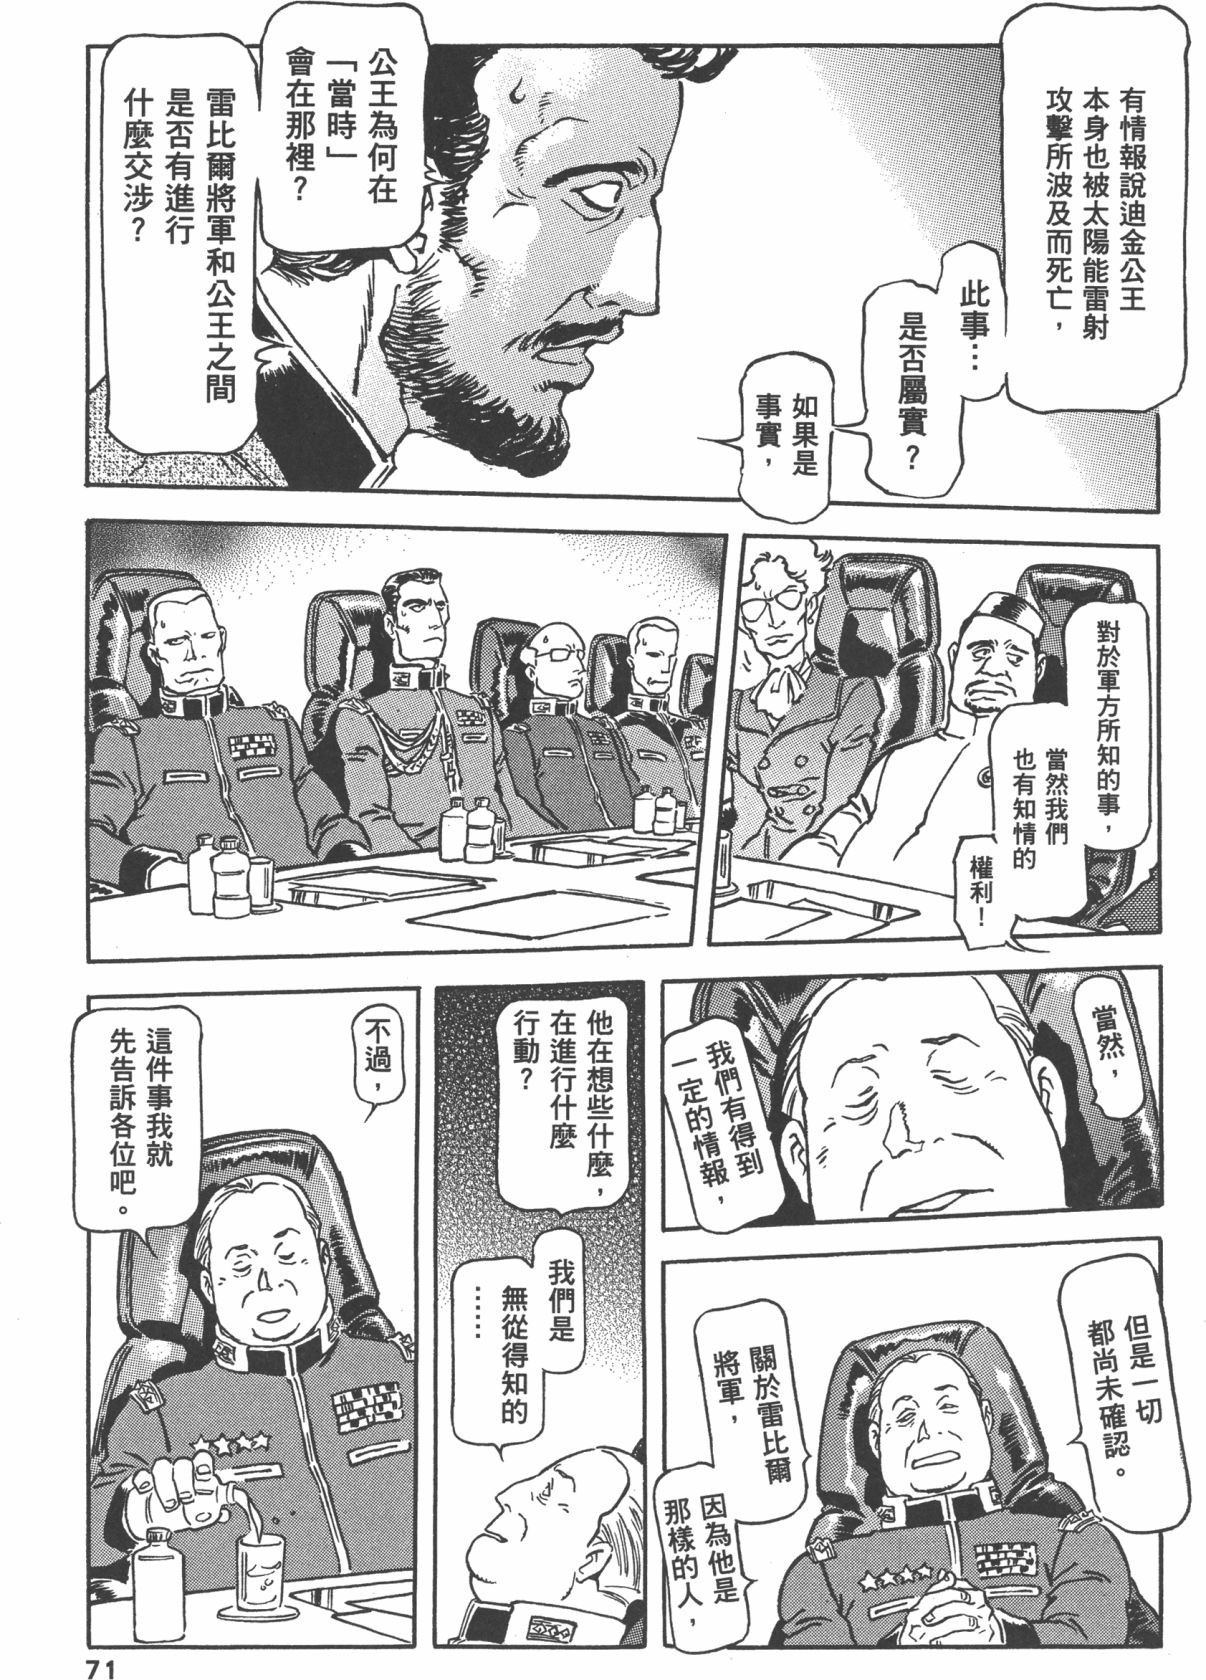 有情報說迪金公王
本身也被太陽能雷射
攻擊所波及而死亡，
此事…
是否屬實？
如果是
事實，
公王為何在
「當時」
會在那裡？
雷比爾將軍和公王之間
是否有進行
什麼交涉？
對於軍方所知的事，
當然我們
也有知情的
權利！
當然，
我們有得到
一定的情報，
但是一切
都尚未確認。
關於雷比爾
將軍，
因為他是
那樣的人，
他在想些什麼，
在進行什麼
行動？
我們是
無從得知的
……
不過，
這件事我就
先告訴各位吧。
71